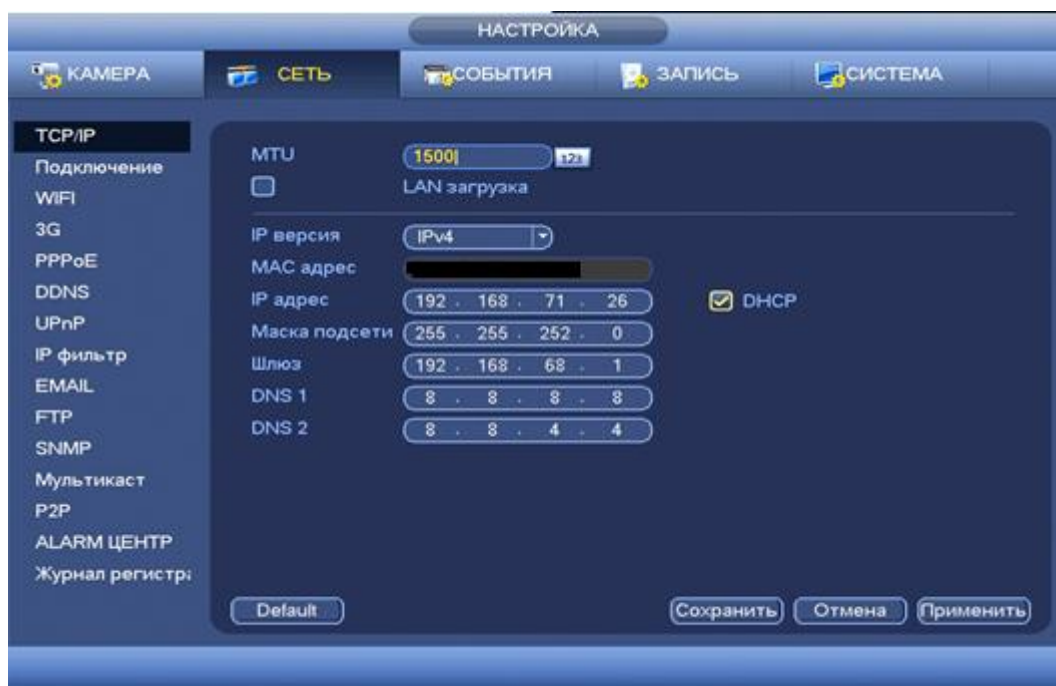 НАСТРОЙКА
КАМЕРА СЕТЬ СОБЫТИЯ ЗАПИСЬ СИСТЕМА
TCP/IP
Подключение
WIFI
3G
PPPoE
DDNS
UPnP
IP фильтр
EMAIL
FTP
SNMP
Мультикаст
P2P
ALARM ЦЕНТР
Журнал регистра
MTU 1500 123
LAN загрузка
IP версия IPv4
MAC адрес
IP адрес 192 . 168 . 71 . 26 DHCP
Маска подсети 255 . 255 . 252 . 0
Шлюз 192 . 168 . 68 . 1
DNS 1 8 . 8 . 8 . 8
DNS 2 8 . 8 . 4 . 4
Default Сохранить Отмена Применить